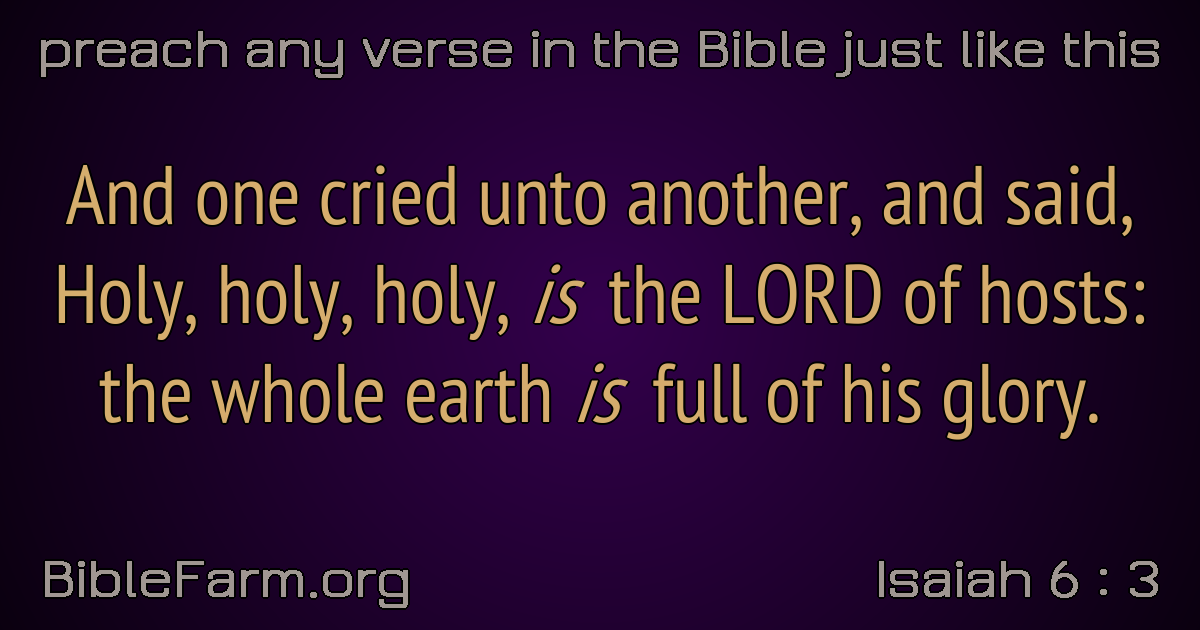 preach any verse in the Bible just like this
And one cried unto another, and said,
Holy, holy, holy, is the LORD of hosts:
the whole earth is full of his glory.
BibleFarm.org
Isaiah 6 : 3